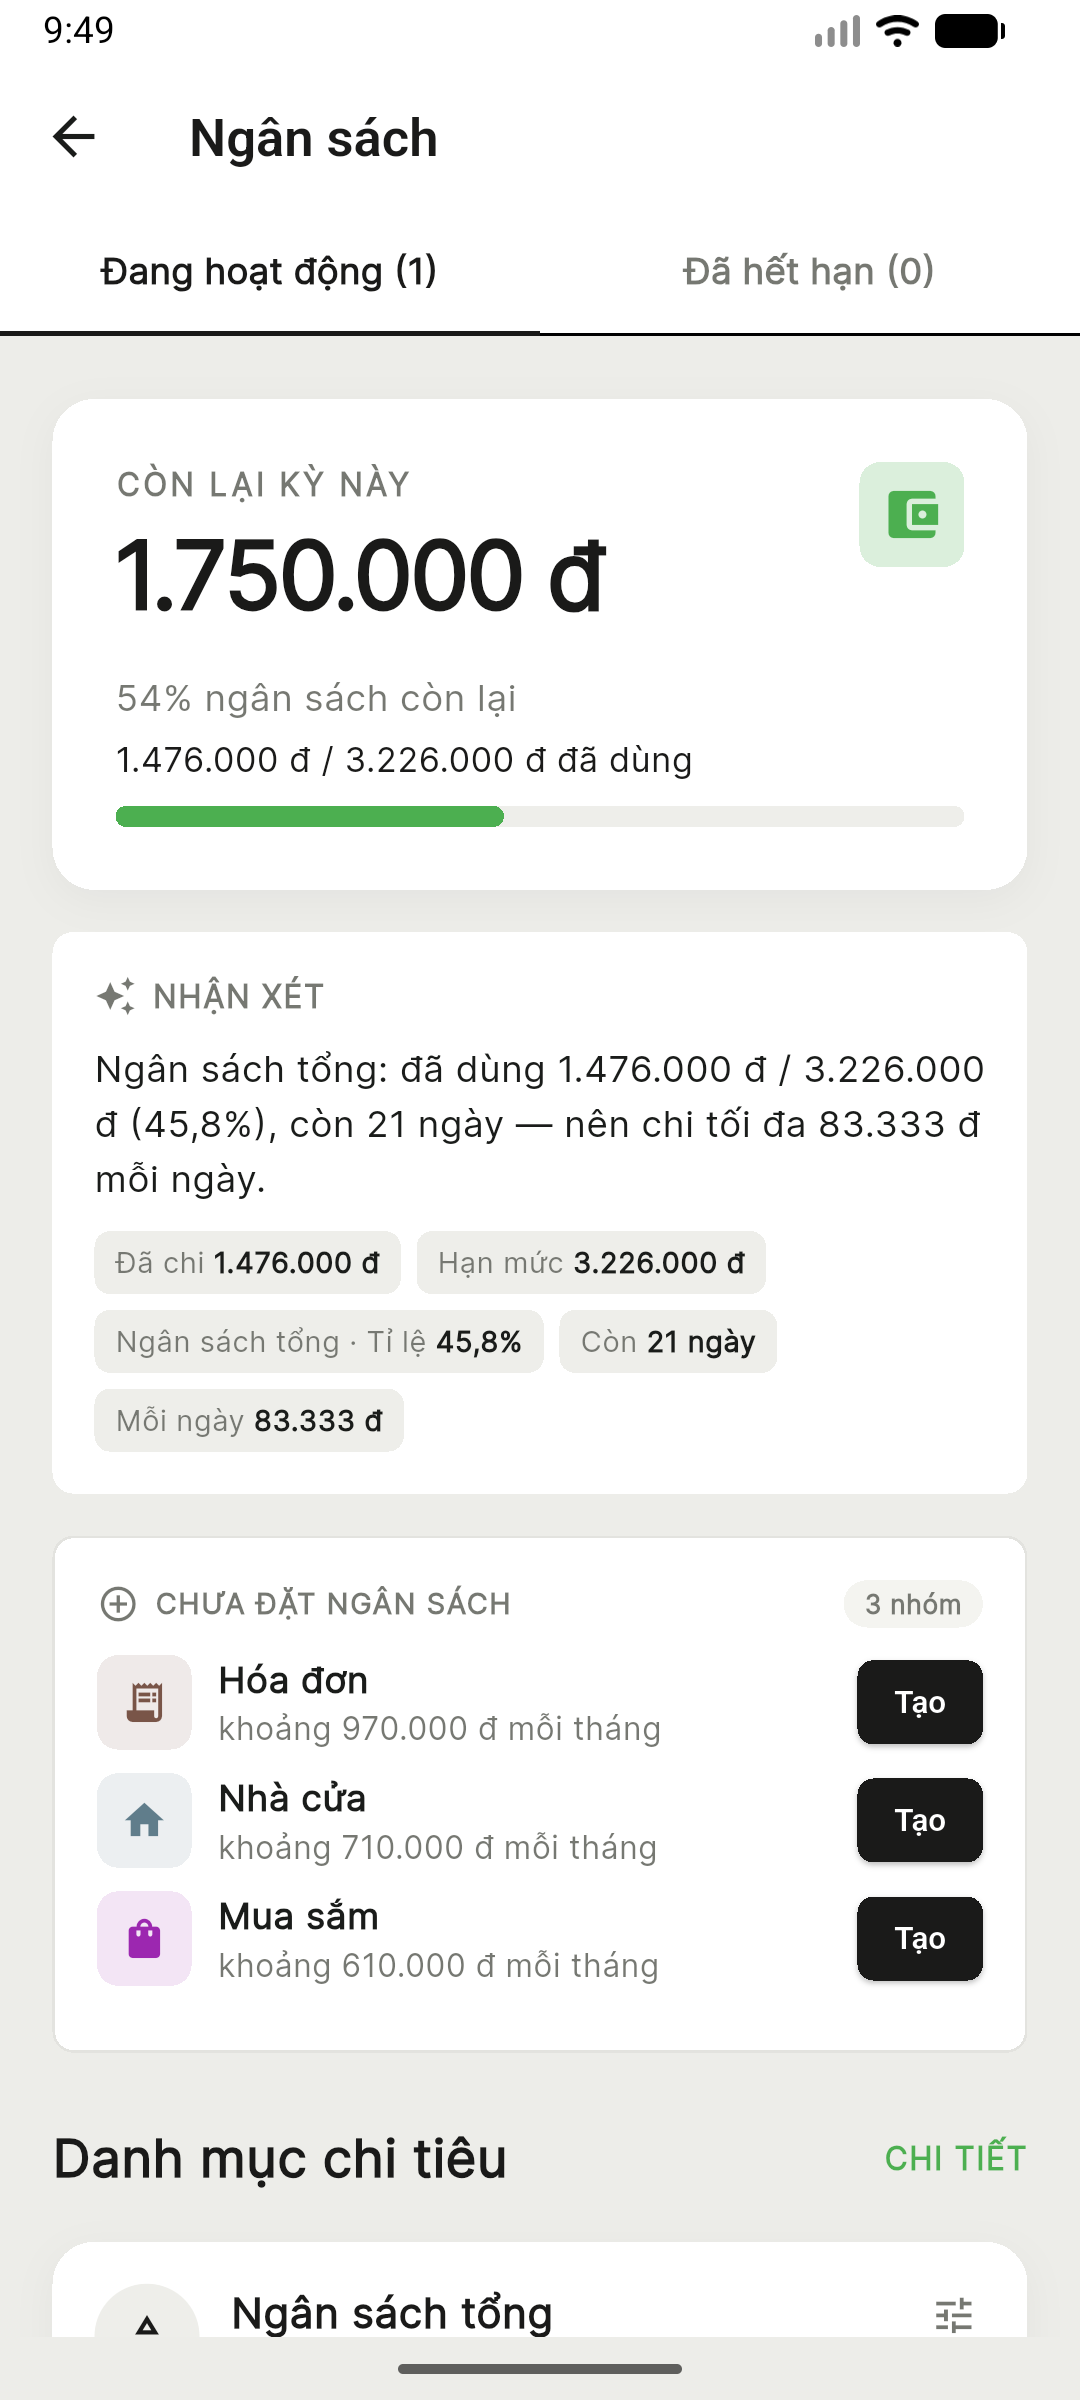 9:49
Ngân sách
Đang hoạt động (1)
Đã hết hạn (0)
CÒN LẠI KỲ NÀY
1.750.000 đ
54% ngân sách còn lại
1.476.000 đ / 3.226.000 đ đã dùng
NHẬN XÉT
Ngân sách tổng: đã dùng 1.476.000 đ / 3.226.000
đ (45,8%), còn 21 ngày — nên chi tối đa 83.333 đ
mỗi ngày.
Đã chi 1.476.000 đ
Hạn mức 3.226.000 đ
Ngân sách tổng · Tỉ lệ 45,8%
Còn 21 ngày
Mỗi ngày 83.333 đ
CHƯA ĐẶT NGÂN SÁCH
3 nhóm
Hóa đơn
khoảng 970.000 đ mỗi tháng
Tạo
Nhà cửa
khoảng 710.000 đ mỗi tháng
Tạo
Mua sắm
khoảng 610.000 đ mỗi tháng
Tạo
Danh mục chi tiêu
CHI TIẾT
Ngân sách tổng